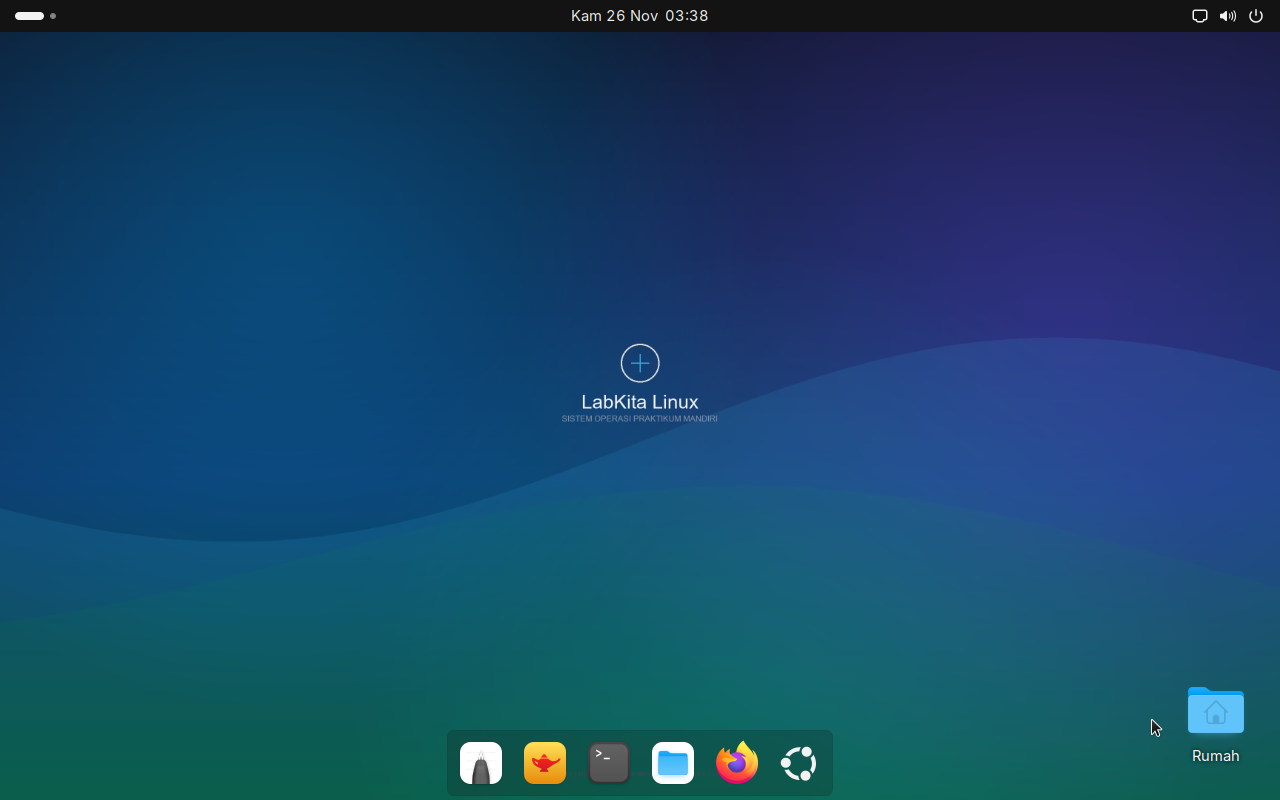 Kam 26 Nov 03:38
LabKita Linux
SISTEM OPERASI PRAKTIKUM MANDIRI
>_
Rumah